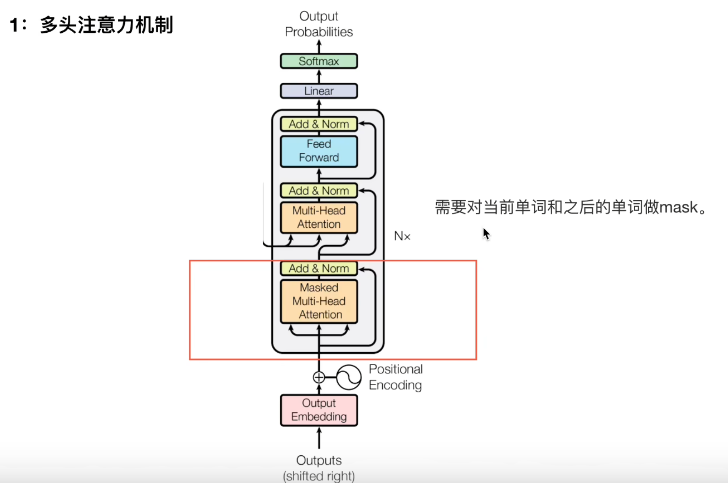 1：多头注意力机制
Output
Probabilities
Softmax
Linear
Add & Norm
Feed
Forward
Add & Norm
Multi-Head
Attention
需要对当前单词和之后的单词做mask。
N×
Add & Norm
Masked
Multi-Head
Attention
Positional
Encoding
Output
Embedding
Outputs
(shifted right)